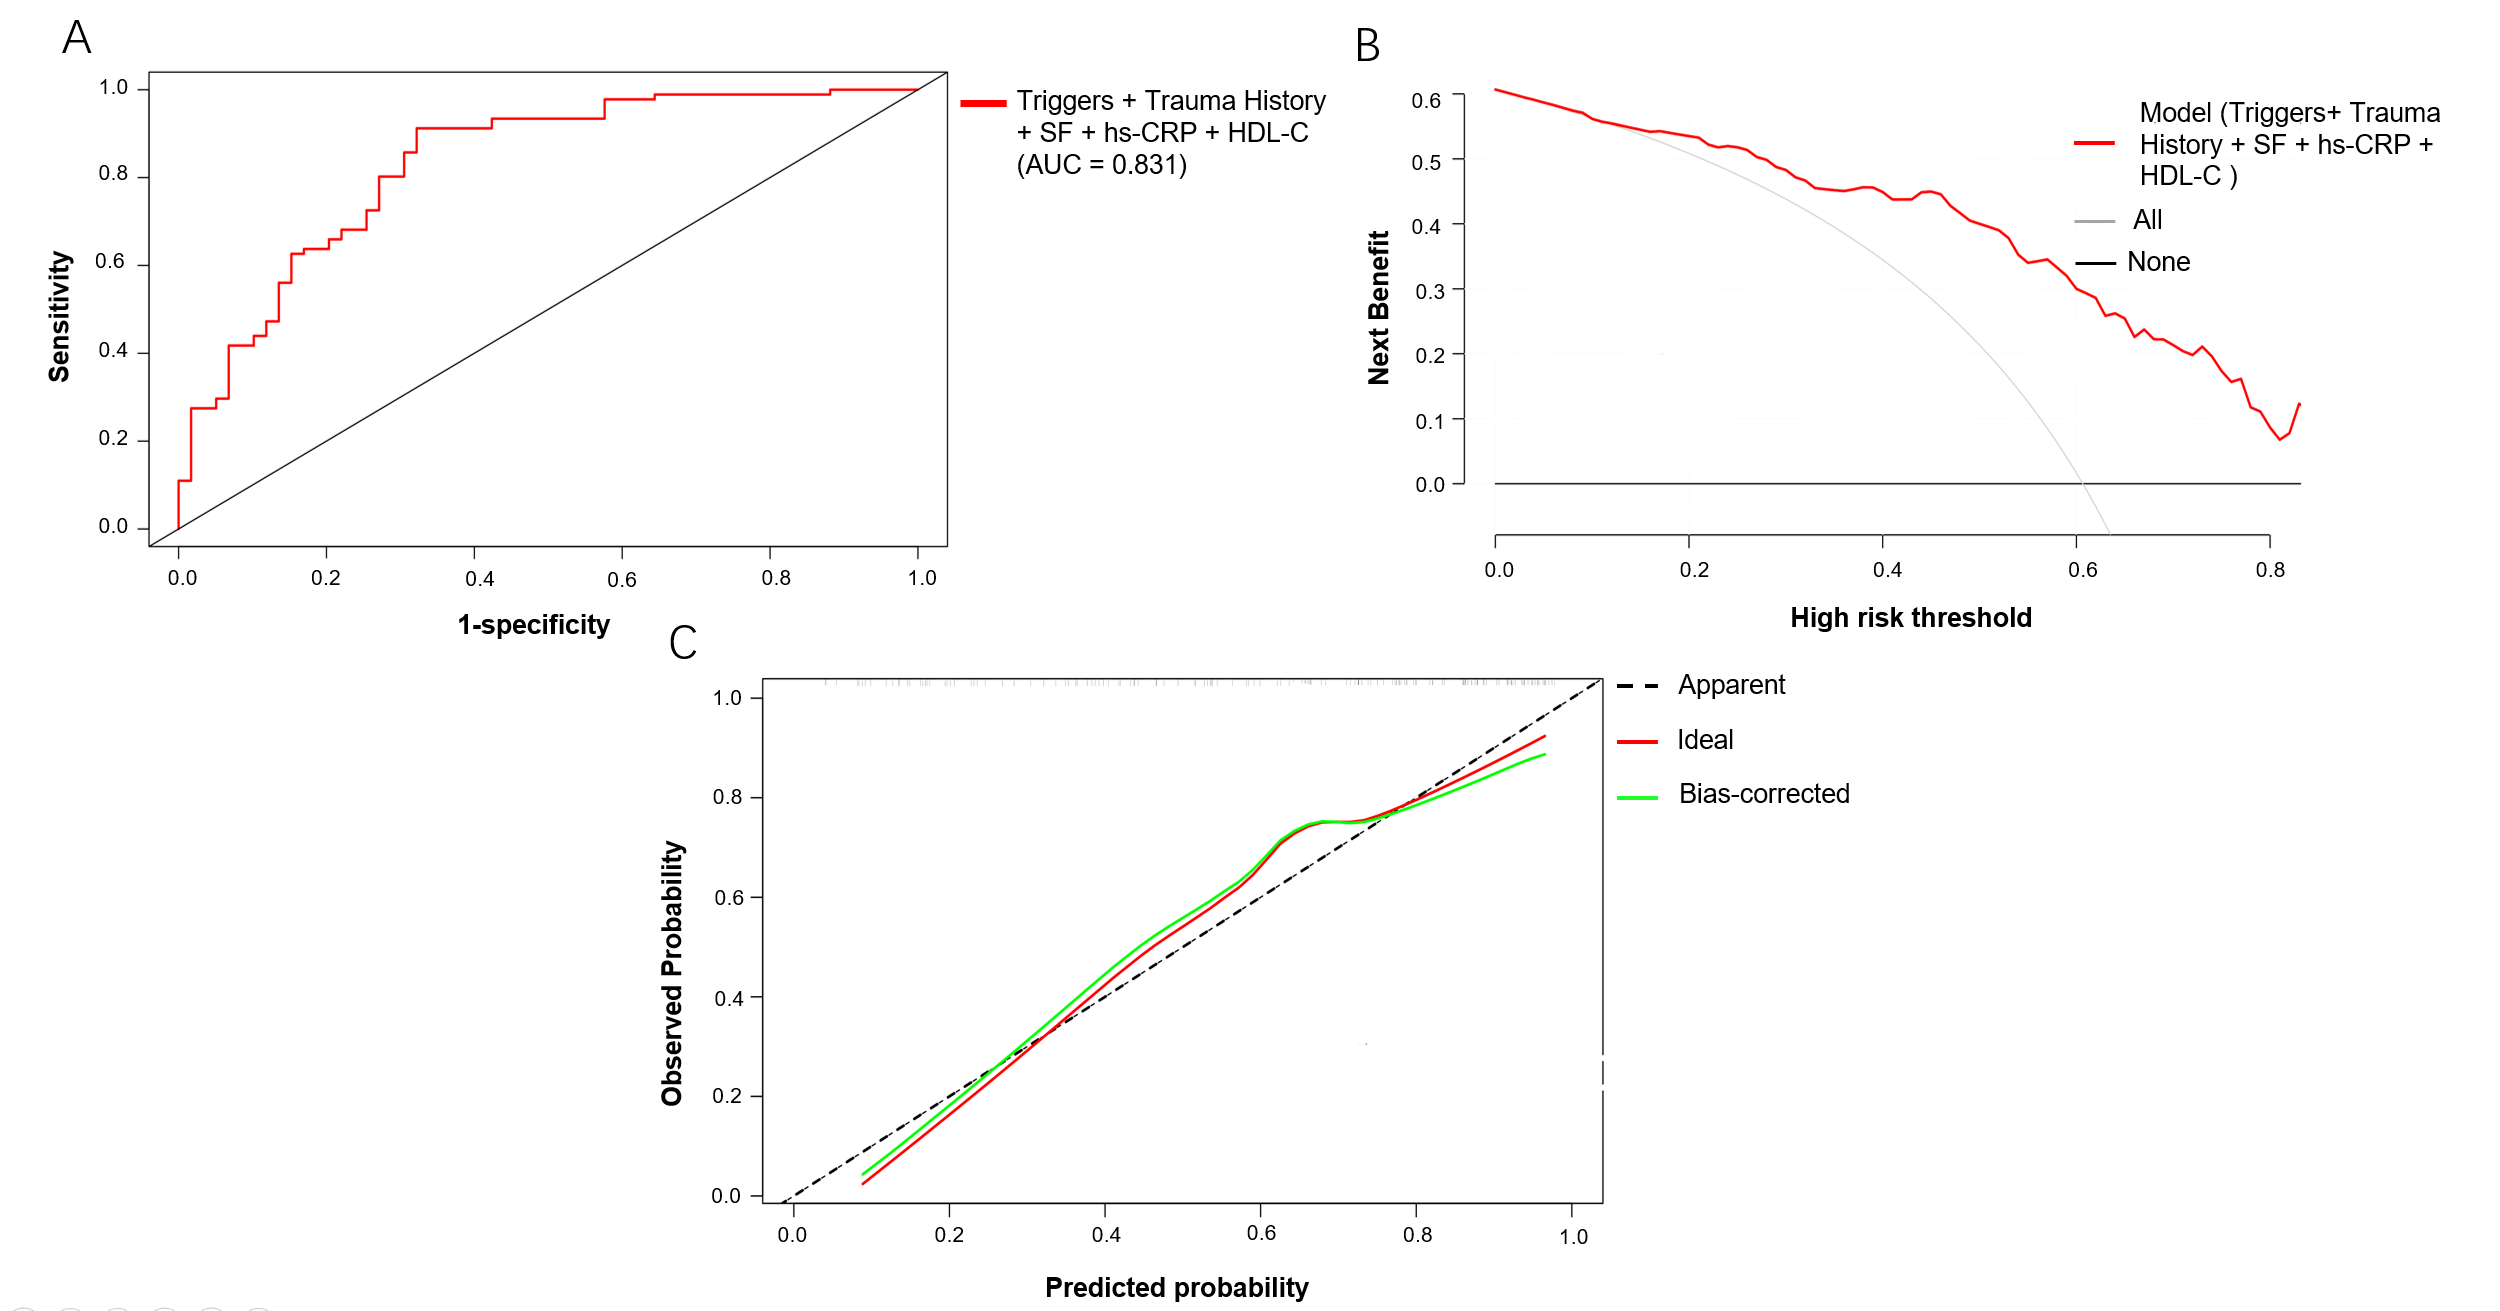 A
1.0
0.8
0.6
0.4
0.2
0.0
Sensitivity
0.0 0.2 0.4 0.6 0.8 1.0
1-specificity
Triggers + Trauma History
+ SF + hs-CRP + HDL-C
(AUC = 0.831)
B
0.6
0.5
0.4
0.3
0.2
0.1
0.0
Next Benefit
0.0 0.2 0.4 0.6 0.8
High risk threshold
Model (Triggers+ Trauma
History + SF + hs-CRP +
HDL-C )
All
None
C
1.0
0.8
0.6
0.4
0.2
0.0
Observed Probability
0.0 0.2 0.4 0.6 0.8 1.0
Predicted probability
Apparent
Ideal
Bias-corrected